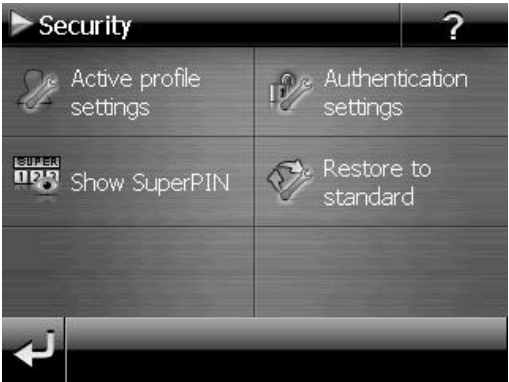 Security
?
Active profile
settings
Authentication
settings
SUPER
123
Show SuperPIN
Restore to
standard